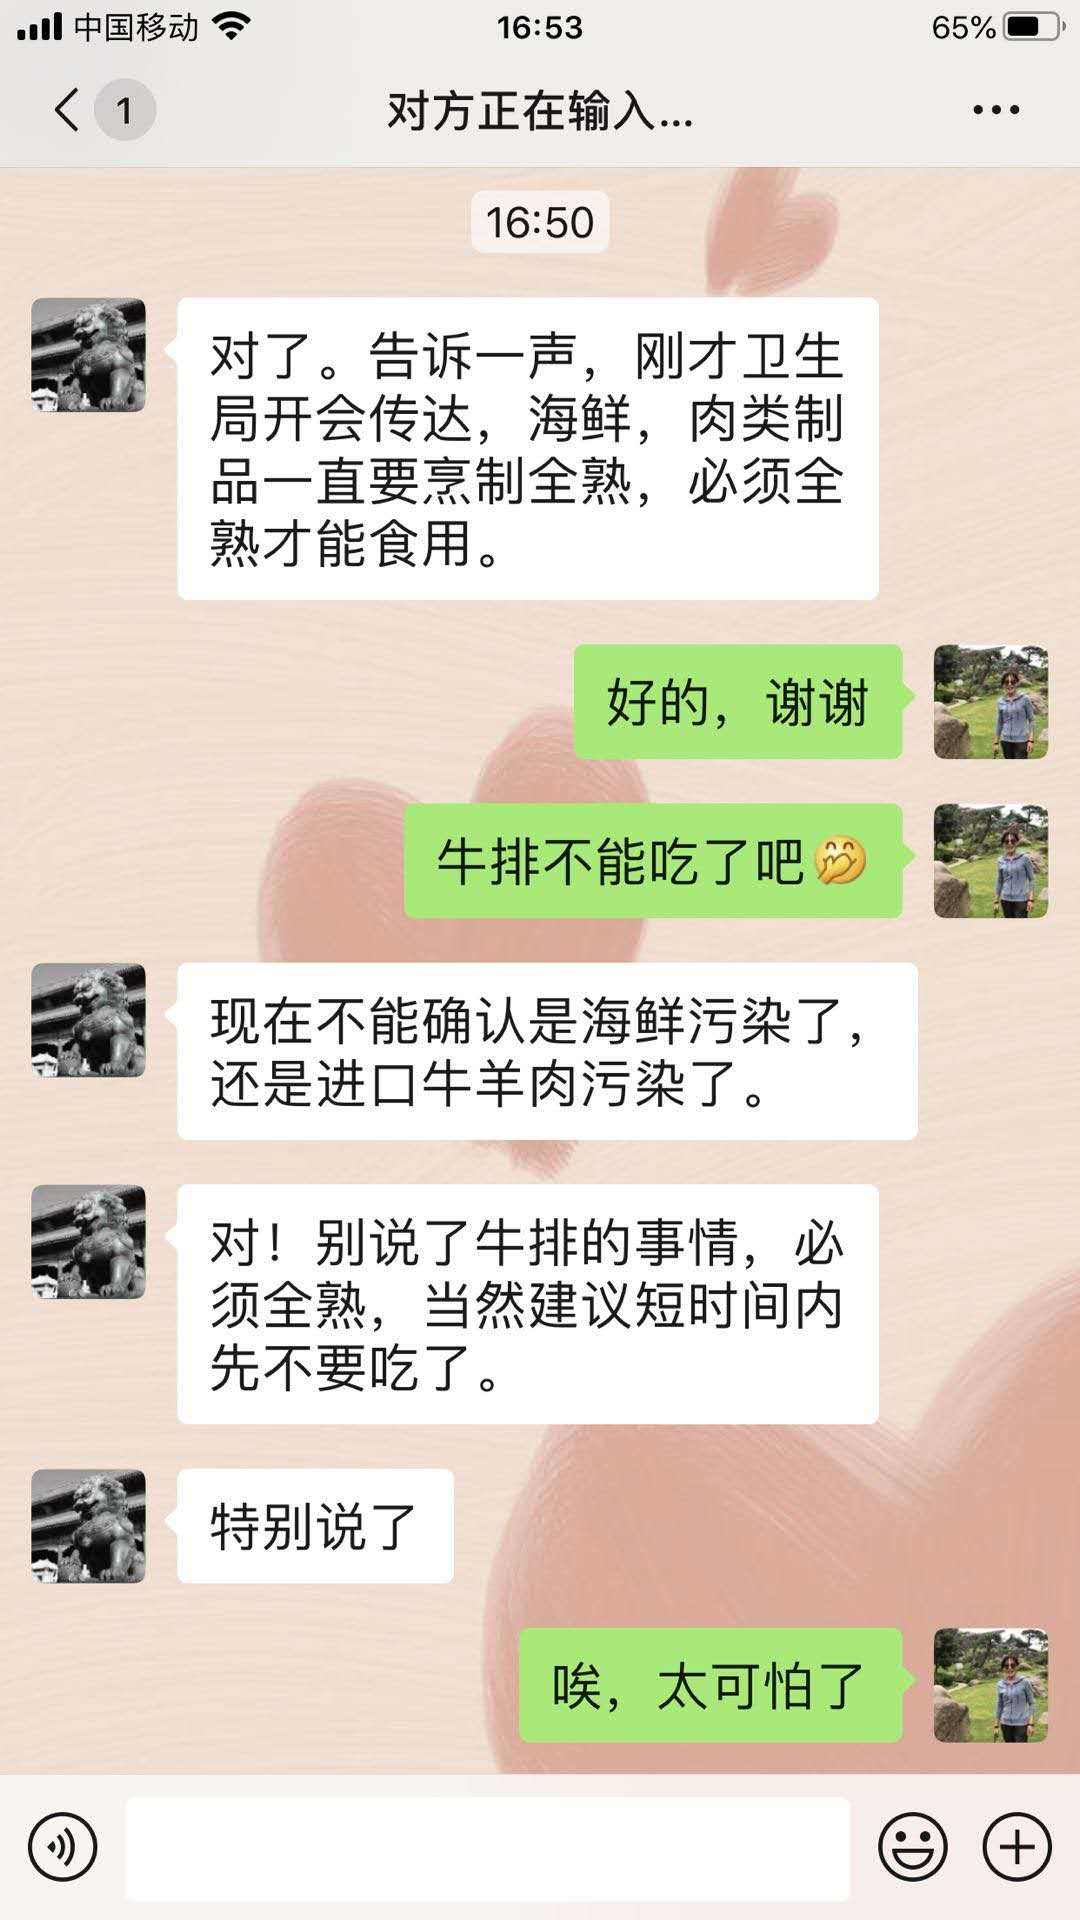 中国移动 16:53 65%
1 对方正在输入...
16:50
对了。告诉一声，刚才卫生
局开会传达，海鲜，肉类制
品一直要烹制全熟，必须全
熟才能食用。
好的，谢谢
牛排不能吃了吧🤭
现在不能确认是海鲜污染了，
还是进口牛羊肉污染了。
对！别说了牛排的事情，必
须全熟，当然建议短时间内
先不要吃了。
特别说了
唉，太可怕了